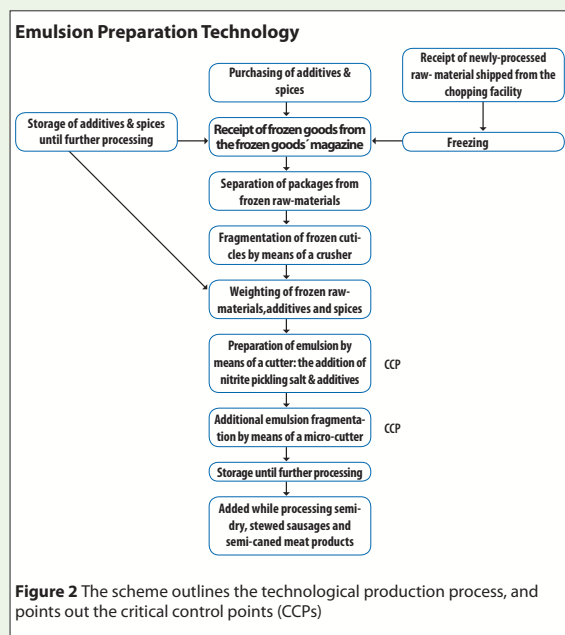 Emulsion Preparation Technology
Purchasing of additives &
spices
Receipt of newly-processed
raw- material shipped from the
chopping facility
Storage of additives & spices
until further processing
Receipt of frozen goods from
the frozen goods´ magazine
Freezing
Separation of packages from
frozen raw-materials
Fragmentation of frozen cuti-
cles by means of a crusher
Weighting of frozen raw-
materials,additives and spices
Preparation of emulsion by
means of a cutter: the addition of
nitrite pickling salt & additives
CCP
Additional emulsion fragmenta-
tion by means of a micro-cutter
CCP
Storage until further processing
Added while processing semi-
dry, stewed sausages and
semi-caned meat products
Figure 2 The scheme outlines the technological production process, and
points out the critical control points (CCPs)